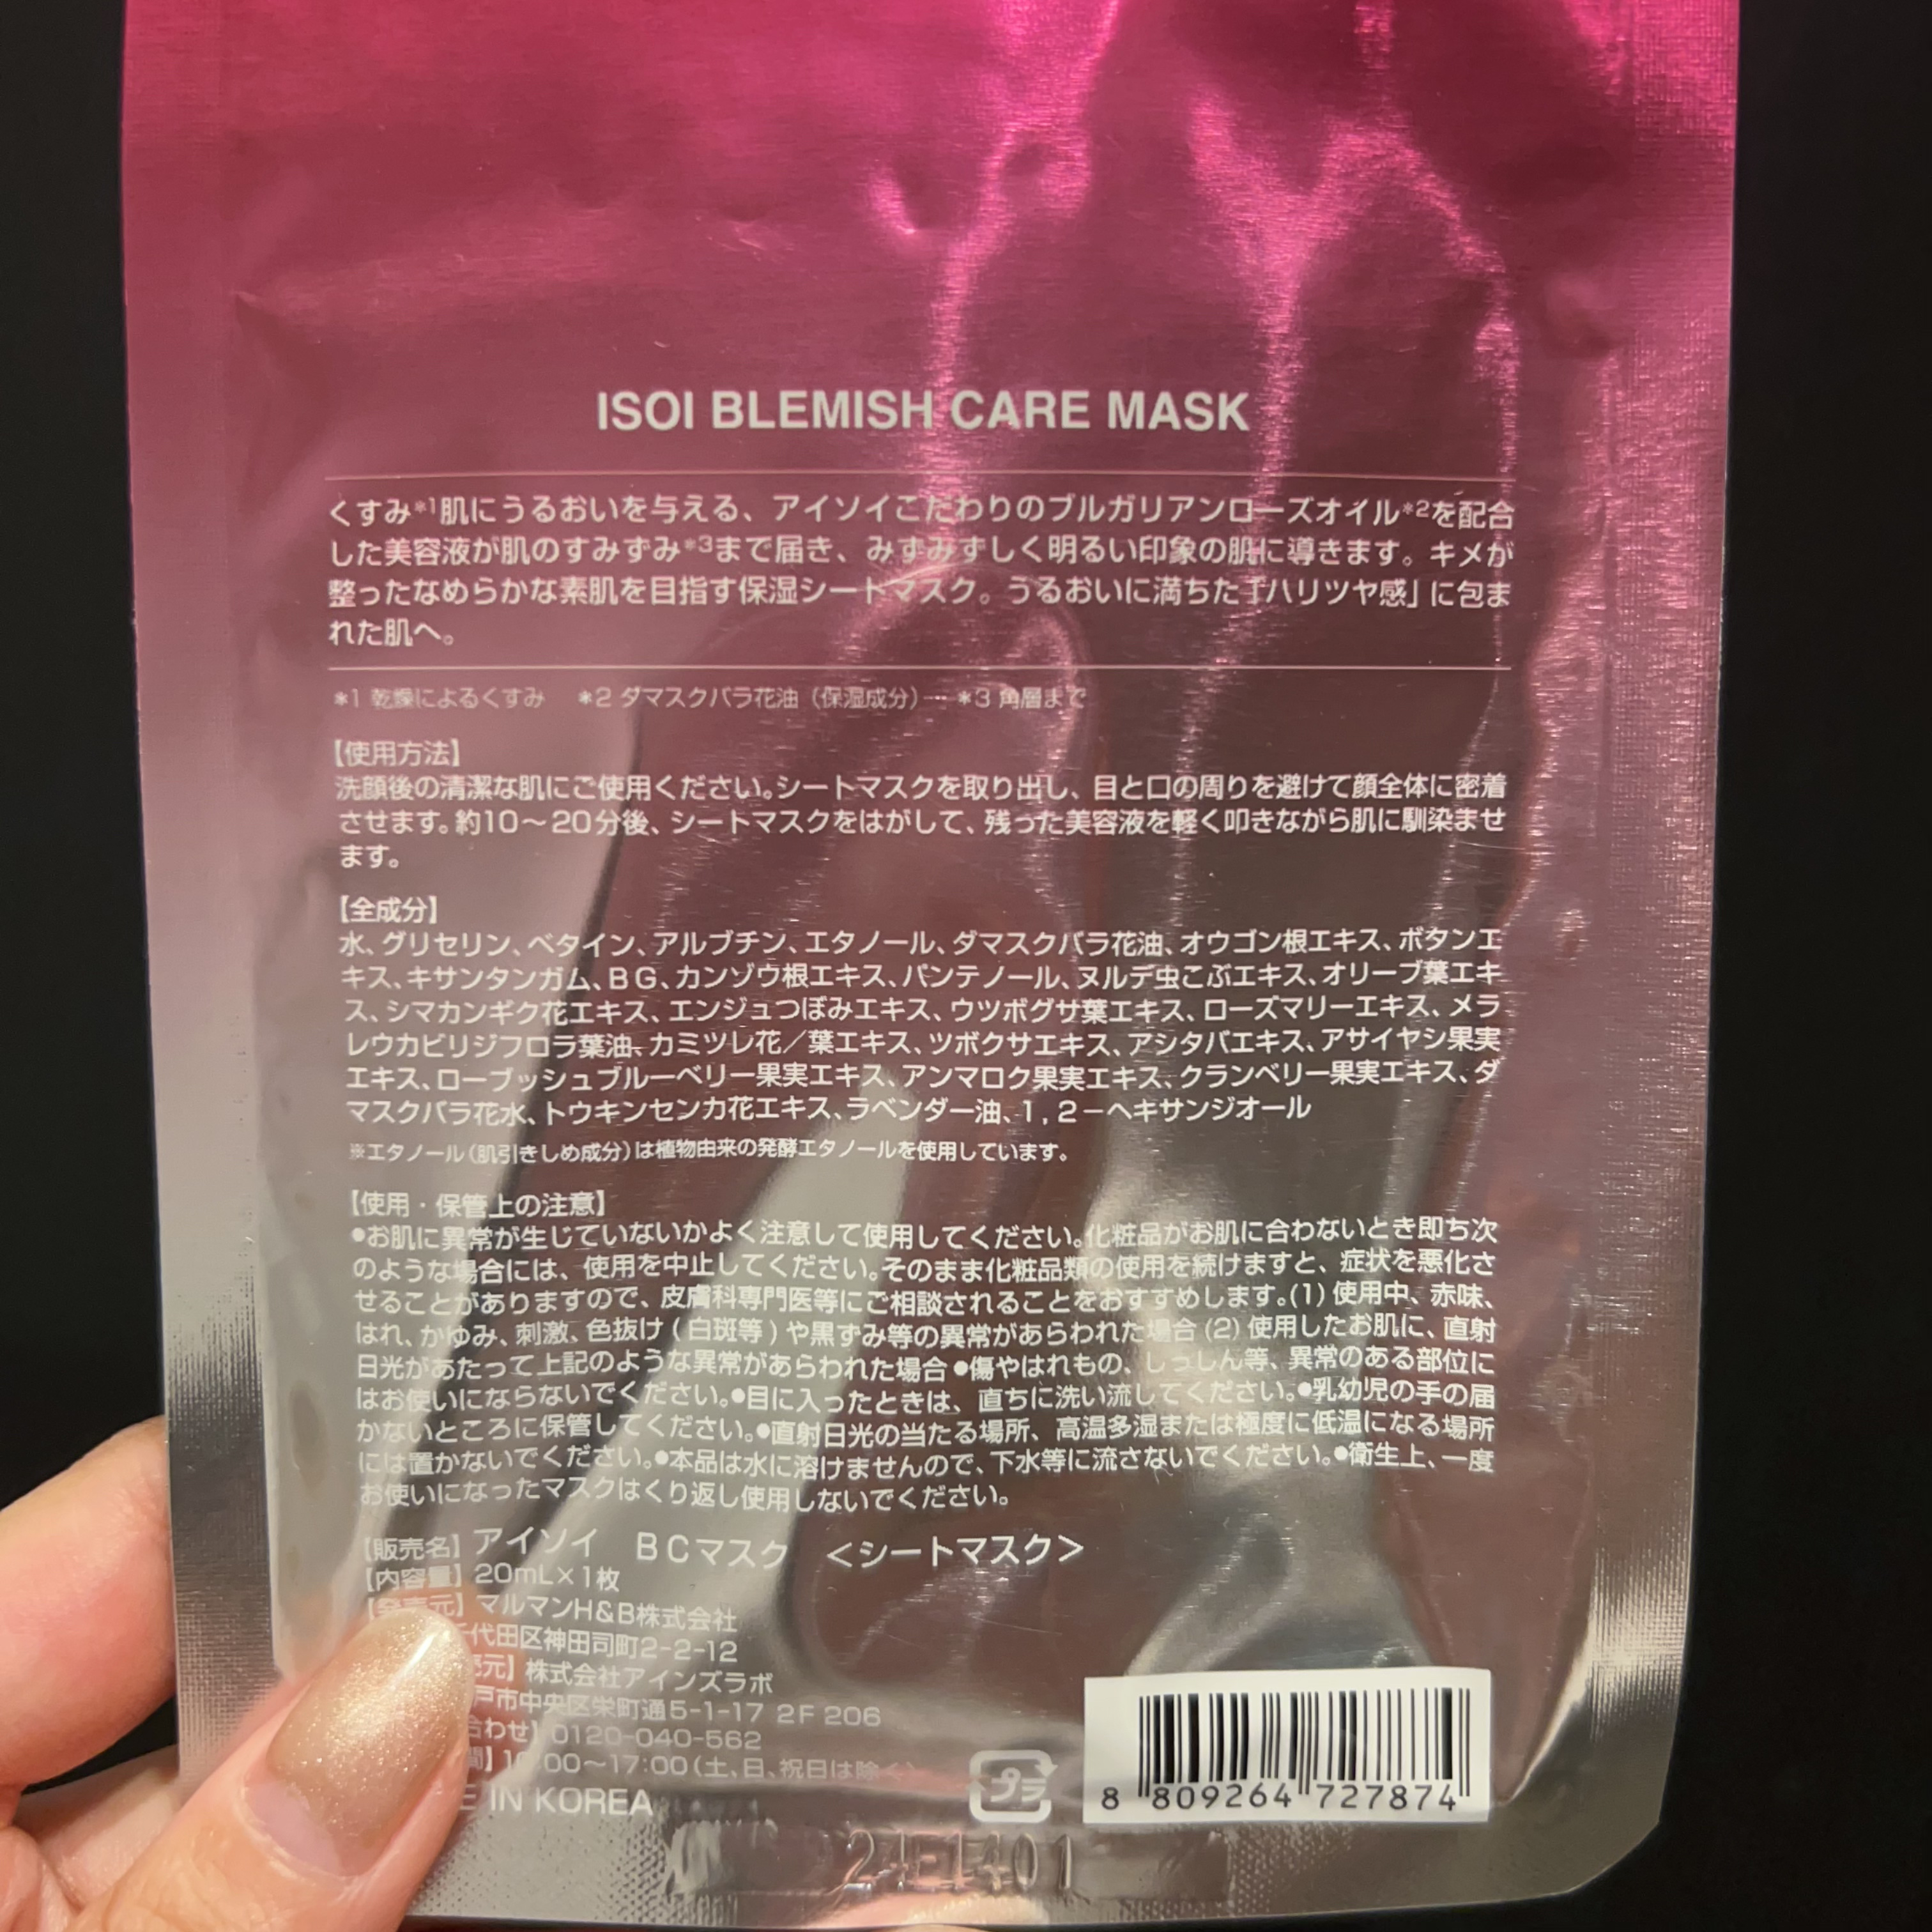 ISOI BLEMISH CARE MASK
くすみ*1肌にうるおいを与える、アイソイこだわりのブルガリアンローズオイル*2を配合
した美容液が肌のすみずみ*3まで届き、みずみずしく明るい印象の肌に導きます。キメが
整ったなめらかな素肌を目指す保湿シートマスク。うるおいに満ちた「ハリツヤ感」に包ま
れた肌へ。
*1 乾燥によるくすみ *2 ダマスクバラ花油（保湿成分） *3 角層まで
【使用方法】
洗顔後の清潔な肌にご使用ください。シートマスクを取り出し、目と口の周りを避けて顔全体に密着
させます。約10～20分後、シートマスクをはがして、残った美容液を軽く叩きながら肌に馴染ませ
ます。
【全成分】
水、グリセリン、ベタイン、アルブチン、エタノール、ダマスクバラ花油、オウゴン根エキス、ボタンエ
キス、キサンタンガム、BG、カンゾウ根エキス、パンテノール、ヌルデ虫こぶエキス、オリーブ葉エキ
ス、シマカンギク花エキス、エンジュつぼみエキス、ウツボグサ葉エキス、ローズマリーエキス、メラ
レウカビリジフロラ葉油、カミツレ花／葉エキス、ツボクサエキス、アシタバエキス、アサイヤシ果実
エキス、ローブッシュブルーベリー果実エキス、アンマロク果実エキス、クランベリー果実エキス、ダ
マスクバラ花水、トウキンセンカ花エキス、ラベンダー油、1，2－ヘキサンジオール
※エタノール（肌引きしめ成分）は植物由来の発酵エタノールを使用しています。
【使用・保管上の注意】
●お肌に異常が生じていないかよく注意して使用してください。化粧品がお肌に合わないとき即ち次
のような場合には、使用を中止してください。そのまま化粧品類の使用を続けますと、症状を悪化さ
せることがありますので、皮膚科専門医等にご相談されることをおすすめします。(1) 使用中、赤味、
はれ、かゆみ、刺激、色抜け (白斑等) や黒ずみ等の異常があらわれた場合 (2) 使用したお肌に、直射
日光があたって上記のような異常があらわれた場合 ●傷やはれもの、しっしん等、異常のある部位に
はお使いにならないでください。●目に入ったときは、直ちに洗い流してください。●乳幼児の手の届
かないところに保管してください。●直射日光の当たる場所、高温多湿または極度に低温になる場所
には置かないでください。●本品は水に溶けませんので、下水等に流さないでください。●衛生上、一度
お使いになったマスクはくり返し使用しないでください。
【販売名】 アイソイ BCマスク ＜シートマスク＞
【内容量】 20mL×1枚
【発売元】 マルマンH&B株式会社
千代田区神田司町2-2-12
売元】 株式会社アインズラボ
戸市中央区栄町通5-1-17 2F 206
合わせ】 0120-040-562
間】 10:00～17:00（土、日、祝日は除く）
E IN KOREA
プラ
8 809264 727874
24E1401